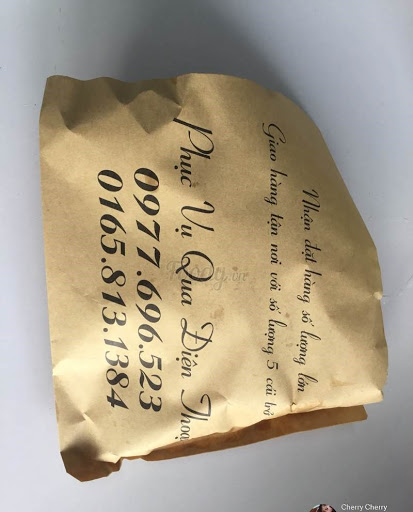 Nhận đặt hàng số lượng lớn
Giao hàng tận nơi với số lượng 5 cái trở
Phục Vụ Qua Điện Thoạ
0977.696.523
0165.813.1384
Cherry Cherry